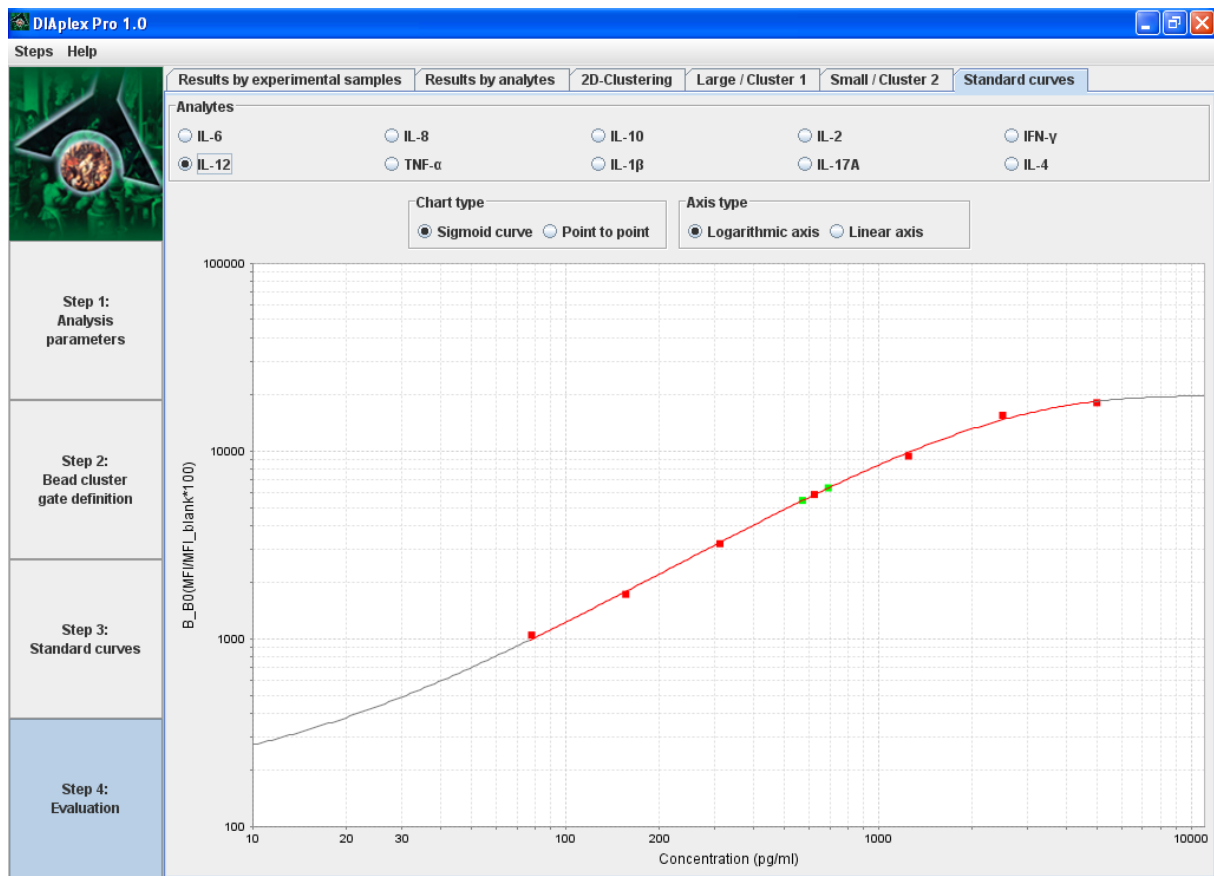 DIAplex Pro 1.0
Steps Help
Results by experimental samples
Results by analytes
2D-Clustering
Large / Cluster 1
Small / Cluster 2
Standard curves
Analytes
IL-6
IL-8
IL-10
IL-2
IFN-γ
IL-12
TNF-α
IL-1β
IL-17A
IL-4
Chart type
Sigmoid curve
Point to point
Axis type
Logarithmic axis
Linear axis
Step 1:
Analysis
parameters
Step 2:
Bead cluster
gate definition
Step 3:
Standard curves
Step 4:
Evaluation
B_B0(MFI/MFI_blank*100)
100000
10000
1000
100
10
20
30
100
200
1000
10000
Concentration (pg/ml)